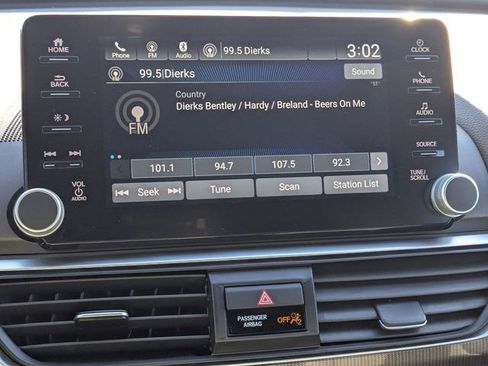 HOME
Phone
FM
Audio
99.5 Dierks
3:02
CLOCK
BACK
99.5|Dierks
Sound
PHONE
Country
"ST"
Dierks Bentley / Hardy / Breland - Beers On Me
FM
AUDIO
101.1
94.7
107.5
92.3
SOURCE
VOL
AUDIO
Seek
Tune
Scan
Station List
TUNE/
SCROLL
PASSENGER
AIRBAG
OFF